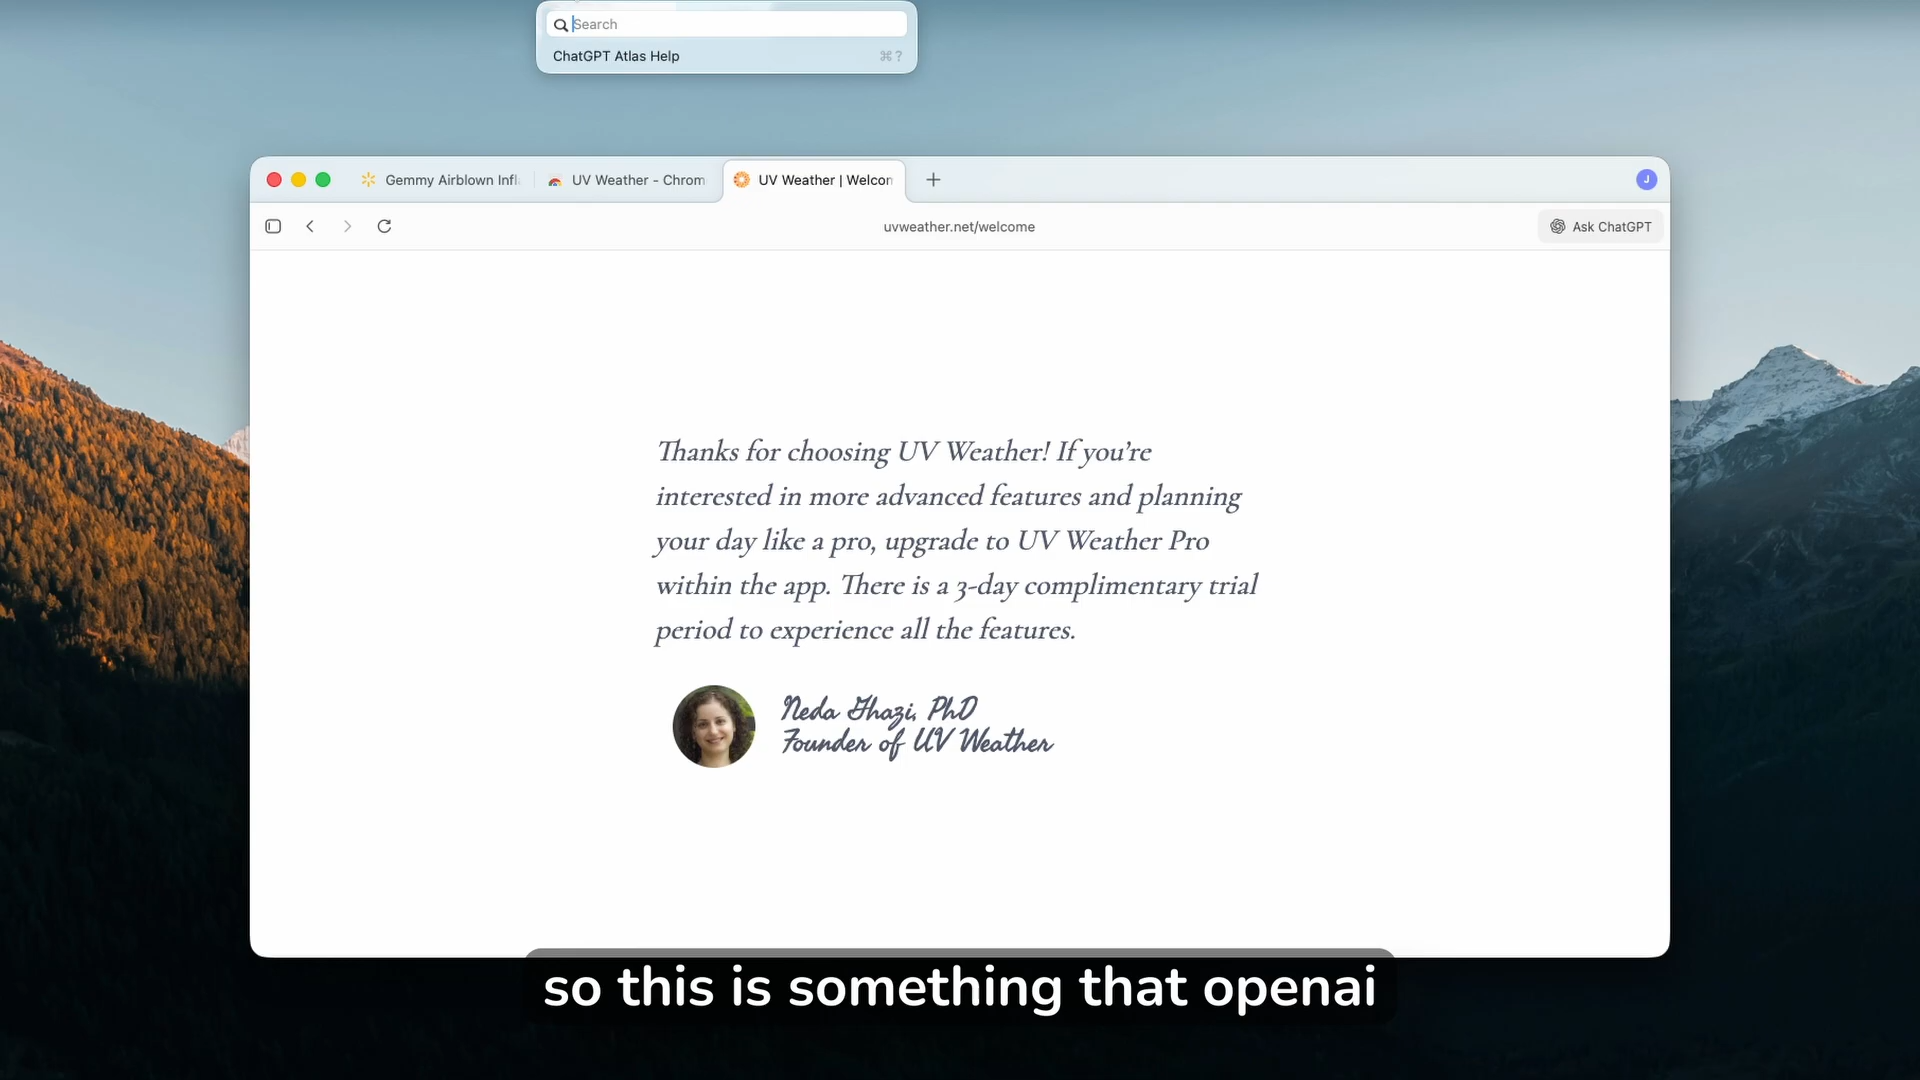 Search
ChatGPT Atlas Help ⌘ ?
Gemmy Airblown Infl
UV Weather - Chrom
UV Weather | Welcom
J
uvweather.net/welcome
Ask ChatGPT
Thanks for choosing UV Weather! If you're
interested in more advanced features and planning
your day like a pro, upgrade to UV Weather Pro
within the app. There is a 3-day complimentary trial
period to experience all the features.
Neda Ghazi, PhD
Founder of UV Weather
so this is something that openai